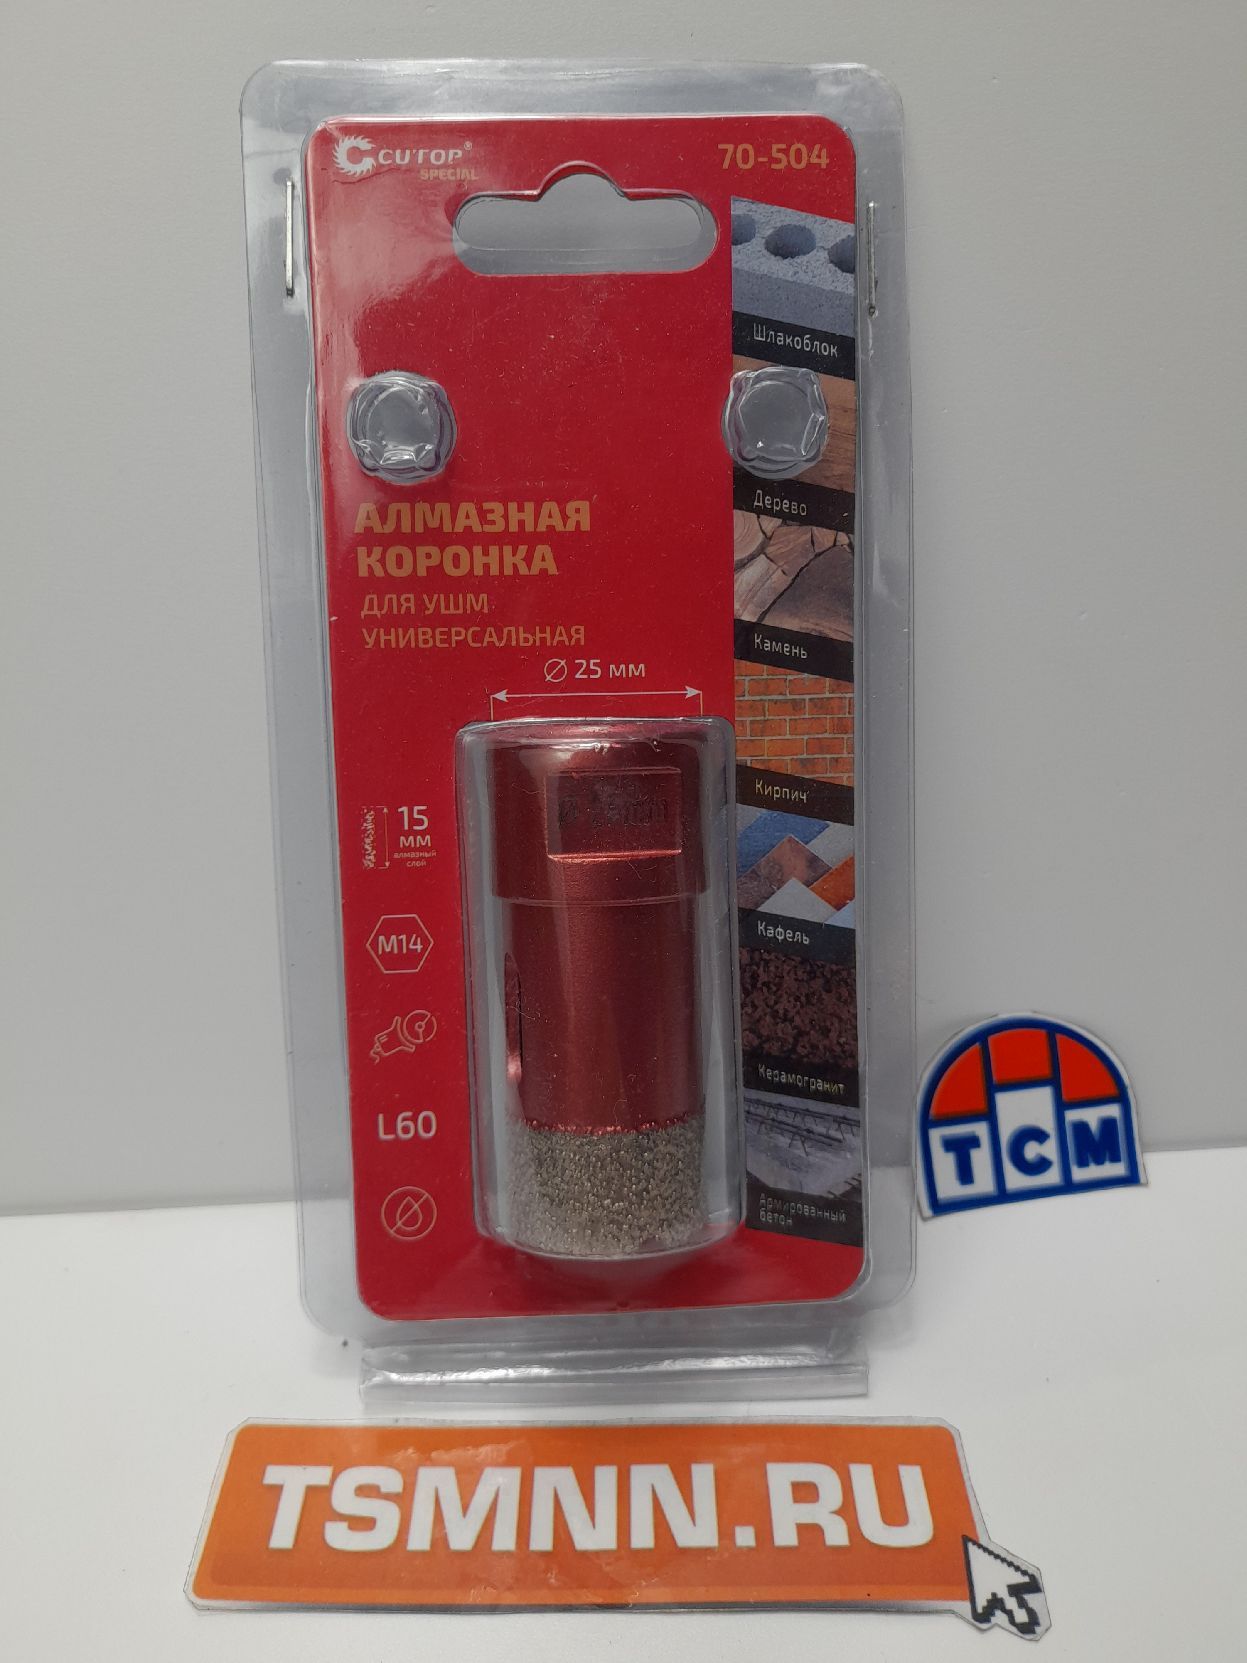 CUTOP®
SPECIAL
70-504
Шлакоблок
Дерево
Камень
Кирпич
Кафель
Керамогранит
Армированный
бетон
АЛМАЗНАЯ
КОРОНКА
ДЛЯ УШМ
УНИВЕРСАЛЬНАЯ
Ø 25 мм
15
мм
алмазный
слой
M14
L60
ТСМ
TSMNN.RU